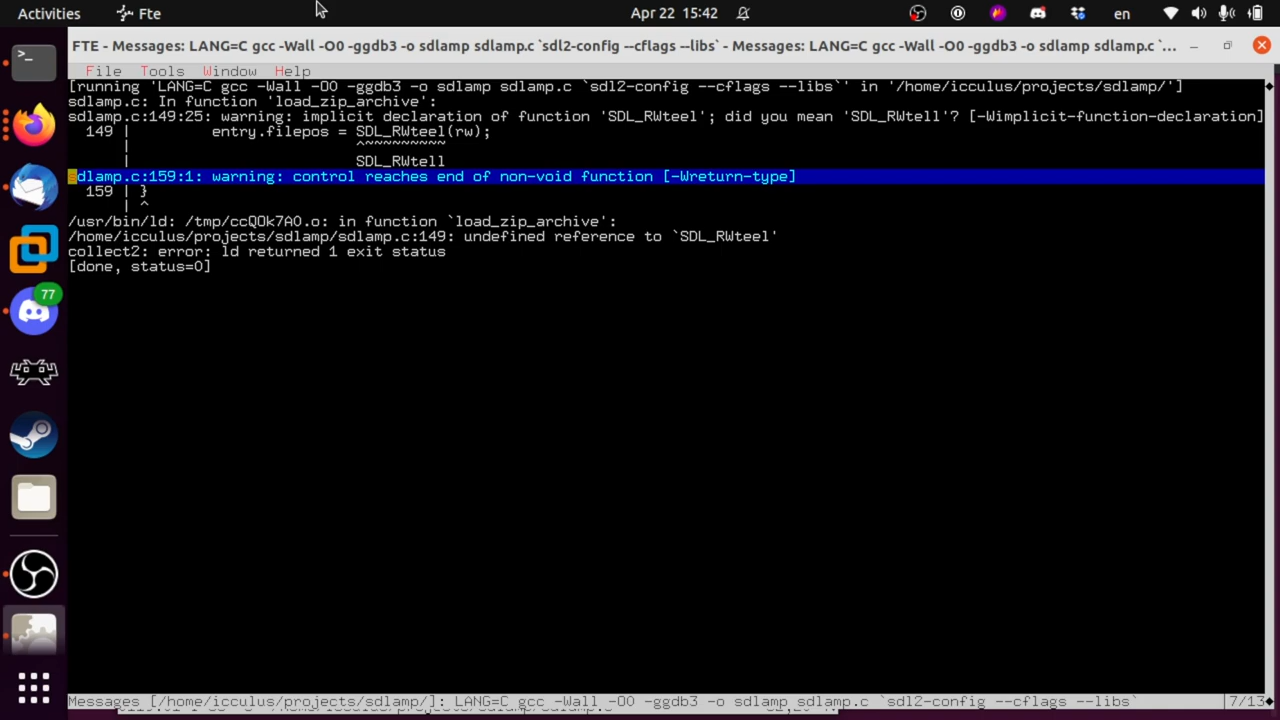 Activities
Fte
Apr 22 15:42
en
FTE - Messages: LANG=C gcc -Wall -O0 -ggdb3 -o sdlamp sdlamp.c `sdl2-config --cflags --libs` - Messages: LANG=C gcc -Wall -O0 -ggdb3 -o sdlamp sdlamp.c `...
File Tools Window Help
[running 'LANG=C gcc -Wall -O0 -ggdb3 -o sdlamp sdlamp.c `sdl2-config --cflags --libs`' in '/home/icculus/projects/sdlamp/']
sdlamp.c: In function 'load_zip_archive':
sdlamp.c:149:25: warning: implicit declaration of function 'SDL_RWteel'; did you mean 'SDL_RWtell'? [-Wimplicit-function-declaration]
149 | entry.filepos = SDL_RWteel(rw);
| ^~~~~~~~~~
| SDL_RWtell
sdlamp.c:159:1: warning: control reaches end of non-void function [-Wreturn-type]
159 | }
| ^
/usr/bin/ld: /tmp/ccQOk7AO.o: in function `load_zip_archive':
/home/icculus/projects/sdlamp/sdlamp.c:149: undefined reference to `SDL_RWteel'
collect2: error: ld returned 1 exit status
[done, status=0]
77
Messages [/home/icculus/projects/sdlamp/]: LANG=C gcc -Wall -O0 -ggdb3 -o sdlamp sdlamp.c `sdl2-config --cflags --libs` 7/13